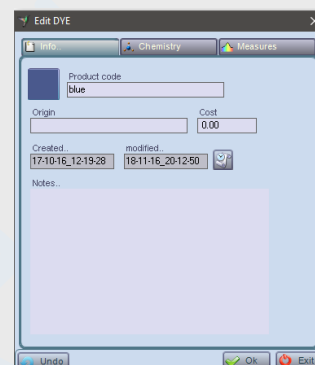 Edit DYE
Info.. Chemistry Measures
Product code
blue
Origin Cost
0.00
Created.. modified..
17-10-16_12-19-28 18-11-16_20-12-50
Notes..
Undo Ok Exit